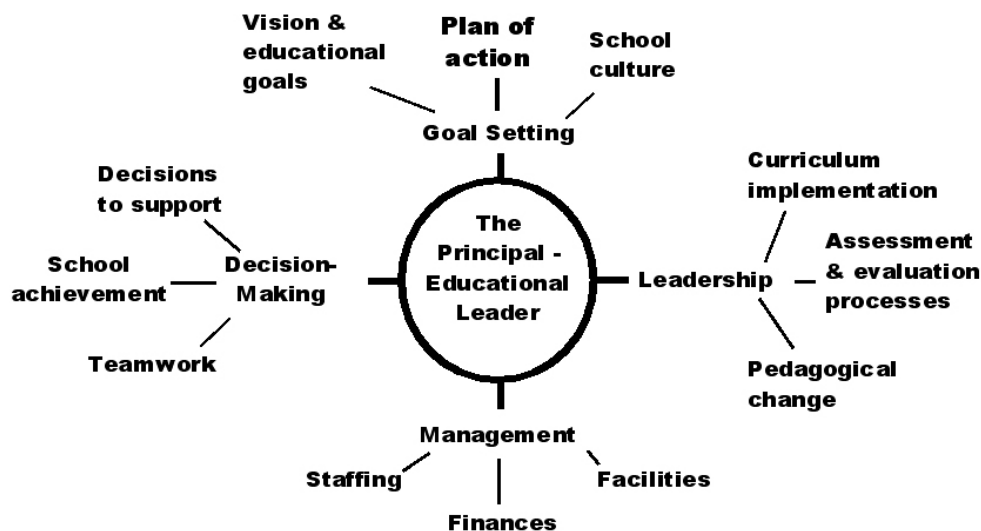 Vision &
educational
goals
Plan of
action
School
culture
Goal Setting
Decisions
to support
School
achievement
Decision-
Making
Teamwork
The
Principal -
Educational
Leader
Leadership
Curriculum
implementation
Assessment
& evaluation
processes
Pedagogical
change
Management
Staffing
Finances
Facilities